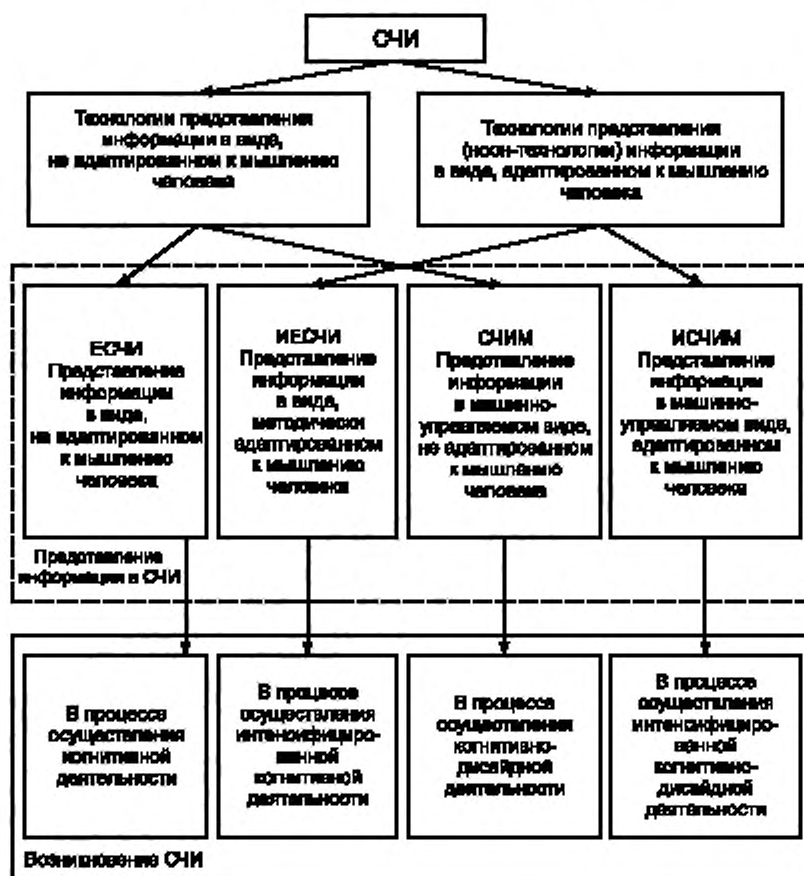 СЧИ
Технологии представления
информации в виде,
не адаптированном к мышлению
человека
Технологии представления
(ноон-технологии) информации
в виде, адаптированном к мышлению
человека
ЕСЧИ
Представление
информации
в виде,
не адаптированном
к мышлению
человека
ИЕСЧИ
Представление
информации
в виде,
методически
адаптированном
к мышлению
человека
СЧИМ
Представление
информации
в машинно-
управляемом виде,
не адаптированном
к мышлению
человека
ИСЧИМ
Представление
информации
в машинно-
управляемом виде,
адаптированном
к мышлению
человека
Представление
информации в СЧИ
В процессе
осуществления
когнитивной
деятельности
В процессе
осуществления
интенсифициро-
ванной
когнитивной
деятельности
В процессе
осуществления
когнитивно-
дисайдной
деятельности
В процессе
осуществления
интенсифициро-
ванной
когнитивно-
дисайдной
деятельности
Возникновение СЧИ